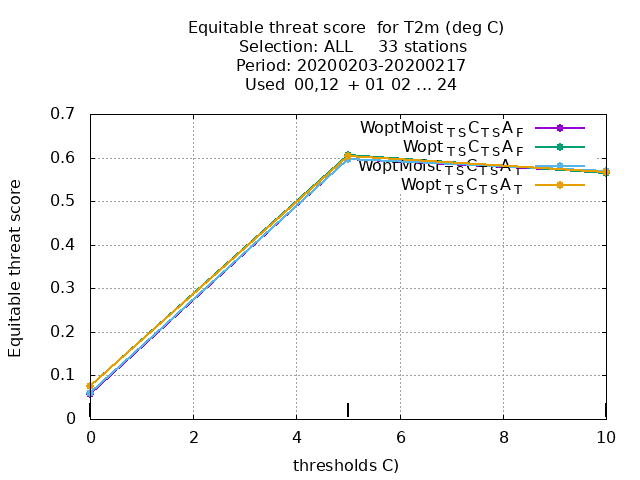 Equitable threat score  for T2m (deg C)
Selection: ALL     33 stations
Period: 20200203-20200217
Used  00,12  + 01 02 ... 24
0.7
0.6
0.5
0.4
0.3
0.2
0.1
0
Equitable threat score
WoptMoist TS C TS A F
Wopt TS C TS A F
WoptMoist TS C TS A T
Wopt TS C TS A T
0 2 4 6 8 10
thresholds C)